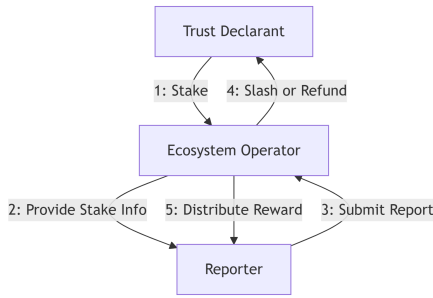 Trust Declarant
1: Stake
4: Slash or Refund
Ecosystem Operator
2: Provide Stake Info
5: Distribute Reward
3: Submit Report
Reporter